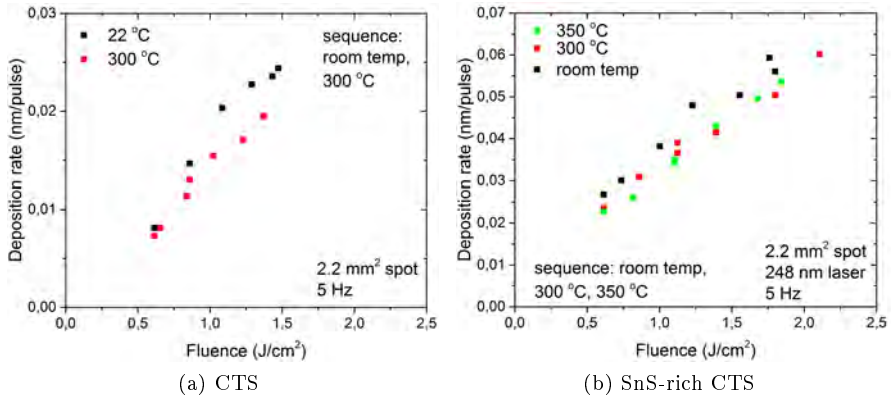 22 °C
300 °C
sequence:
room temp,
300 °C
0,03
0,02
0,01
0,00
Deposition rate (nm/pulse)
2.2 mm² spot
5 Hz
0,0 0,5 1,0 1,5 2,0 2,5
Fluence (J/cm²)
(a) CTS
350 °C
300 °C
room temp
0,07
0,06
0,05
0,04
0,03
0,02
0,01
0,00
Deposition rate (nm/pulse)
sequence: room temp,
300 °C, 350 °C
2.2 mm² spot
248 nm laser
5 Hz
0,0 0,5 1,0 1,5 2,0 2,5
Fluence (J/cm²)
(b) SnS-rich CTS